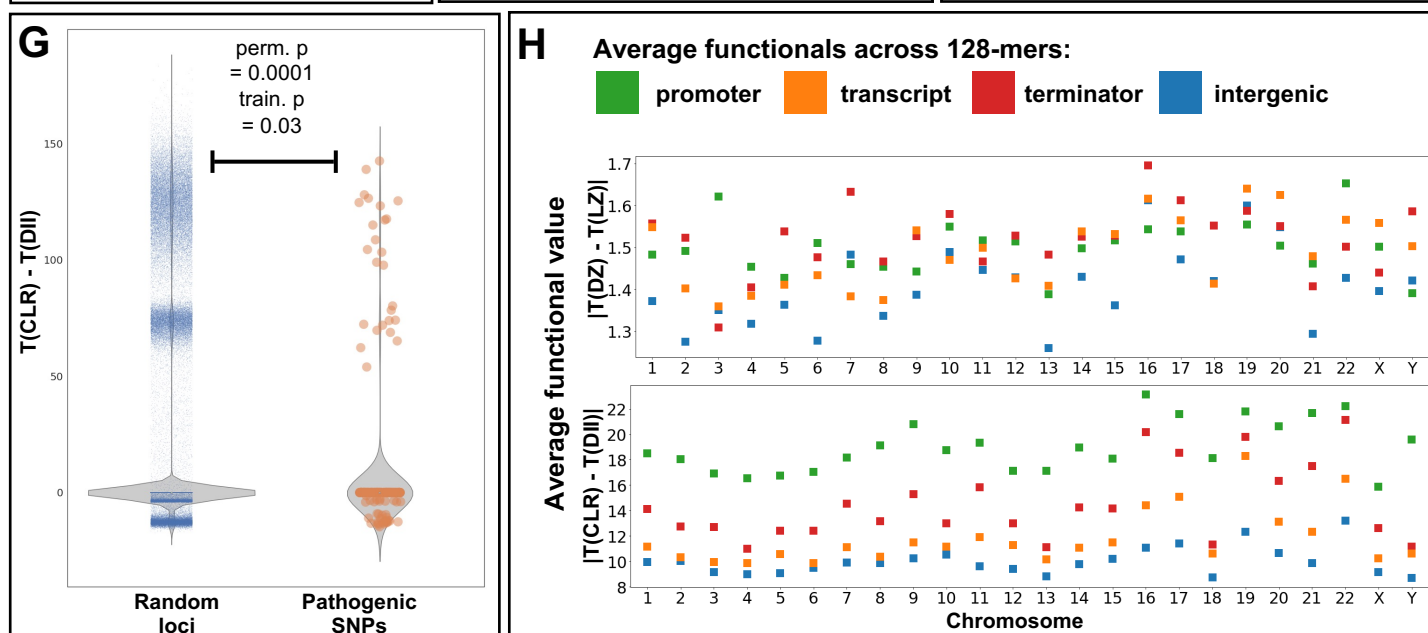 G
perm. p
= 0.0001
train. p
= 0.03
T(CLR) - T(DII)
150
100
50
0
Random
loci
Pathogenic
SNPs
H
Average functionals across 128-mers:
promoter
transcript
terminator
intergenic
Average functional value
|T(DZ) - T(LZ)|
1.7
1.6
1.5
1.4
1.3
1 2 3 4 5 6 7 8 9 10 11 12 13 14 15 16 17 18 19 20 21 22 X Y
|T(CLR) - T(DII)|
22
20
18
16
14
12
10
8
1 2 3 4 5 6 7 8 9 10 11 12 13 14 15 16 17 18 19 20 21 22 X Y
Chromosome